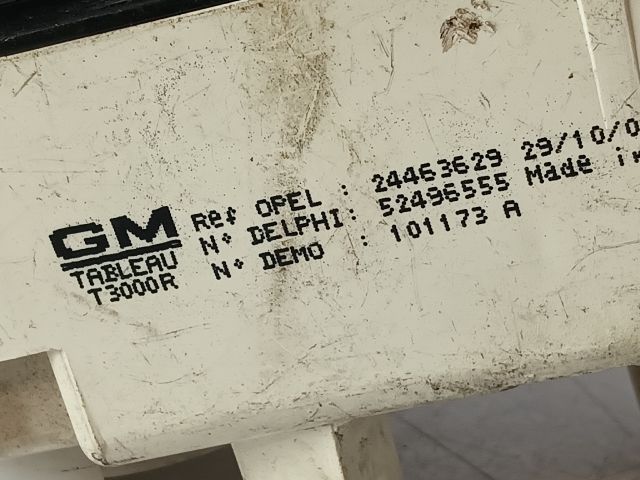 GM
TABLEAU
T3000R
Ref OPEL : 24463629 29/10/0
N° DELPHI: 52496555 Made i
N° DEMO : 101173 A